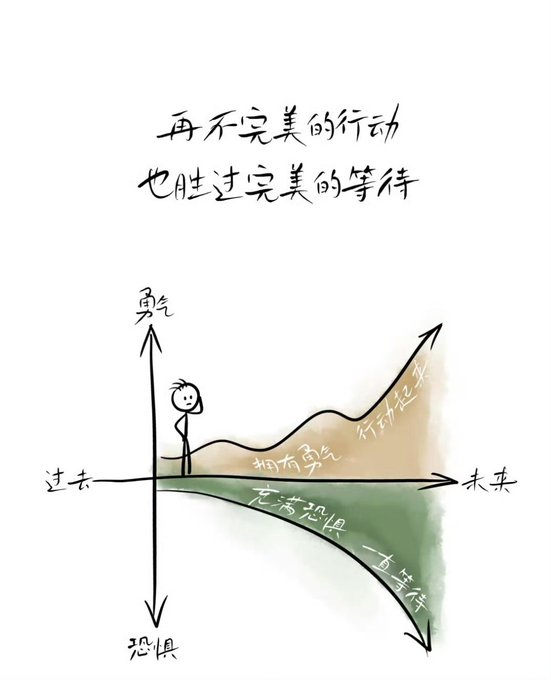 再不完美的行动
也胜过完美的等待
勇气
行动起来
拥有勇气
过去
未来
充满恐惧
一直等待
恐惧